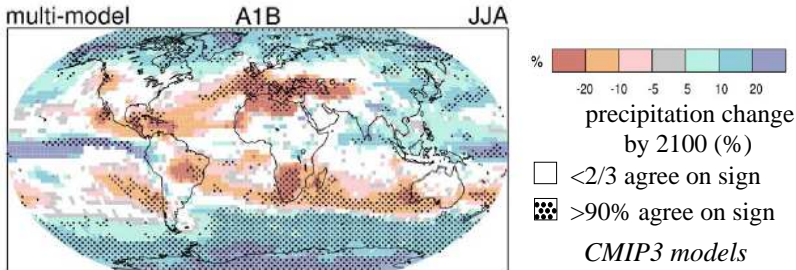 multi-model A1B JJA
%
-20 -10 -5 5 10 20
precipitation change
by 2100 (%)
<2/3 agree on sign
>90% agree on sign
CMIP3 models